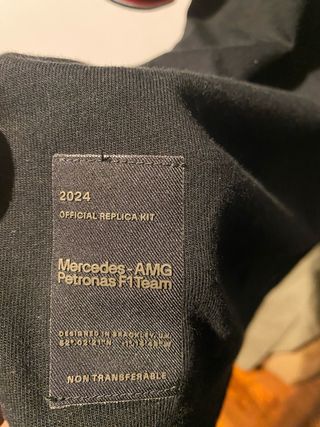 2024
OFFICIAL REPLICA KIT
Mercedes-AMG
Petronas F1 Team
DESIGNED IN BRACKLEY, UK
NON TRANSFERABLE